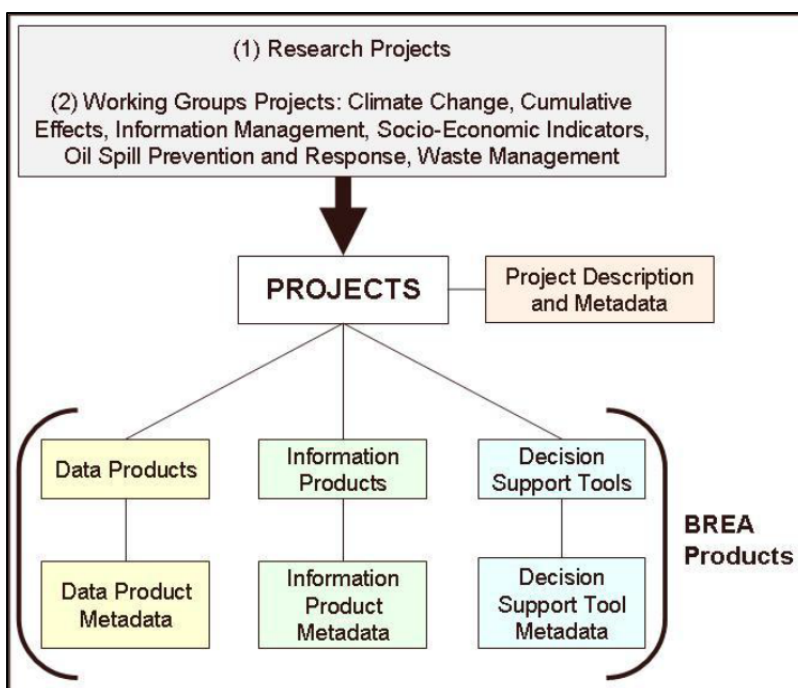 (1) Research Projects
(2) Working Groups Projects: Climate Change, Cumulative
Effects, Information Management, Socio-Economic Indicators,
Oil Spill Prevention and Response, Waste Management
PROJECTS
Project Description
and Metadata
Data Products
Information
Products
Decision
Support Tools
BREA
Products
Data Product
Metadata
Information
Product
Metadata
Decision
Support Tool
Metadata